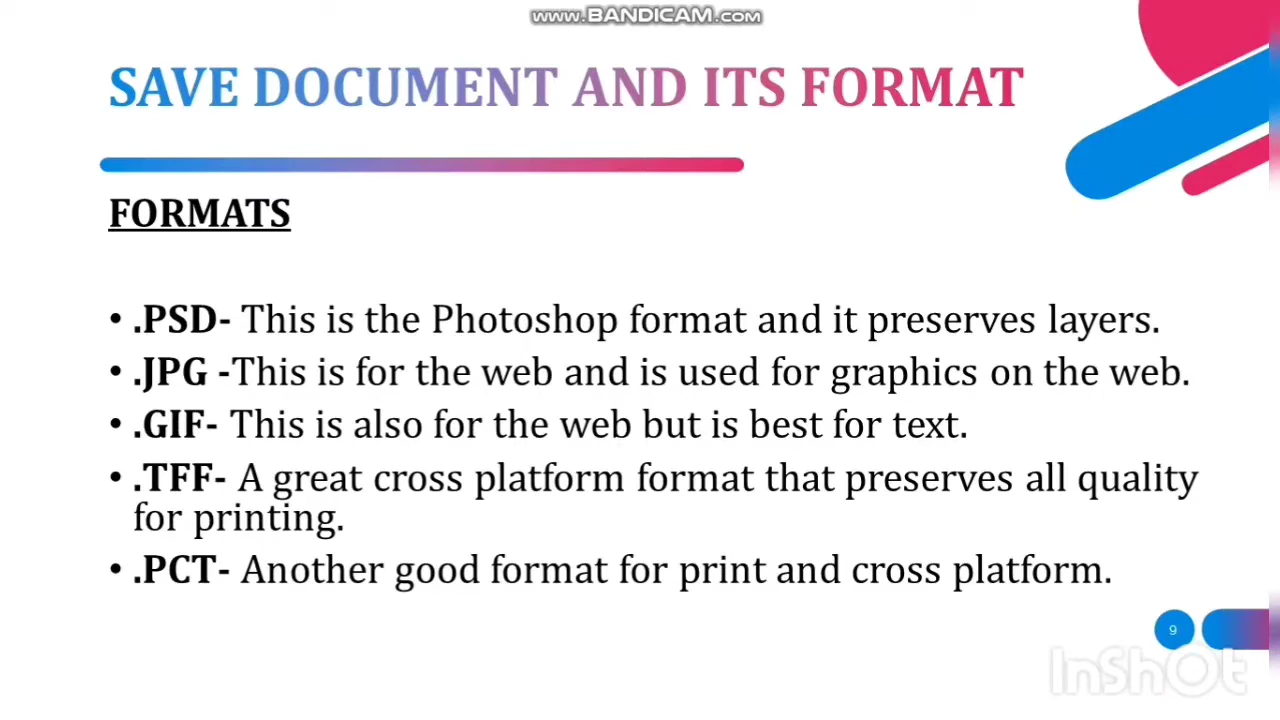 WWW.BANDICAM.COM
SAVE DOCUMENT AND ITS FORMAT
FORMATS
• .PSD- This is the Photoshop format and it preserves layers.
• .JPG -This is for the web and is used for graphics on the web.
• .GIF- This is also for the web but is best for text.
• .TFF- A great cross platform format that preserves all quality
for printing.
• .PCT- Another good format for print and cross platform.
9
InShOt